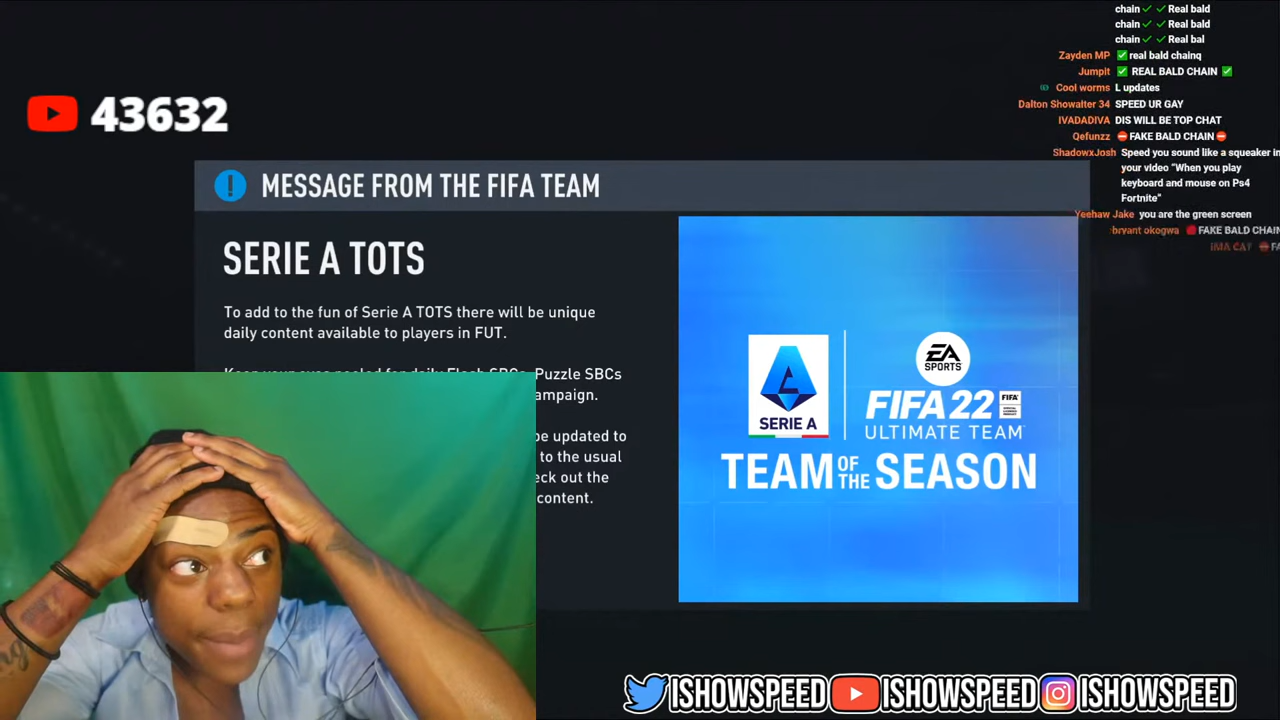 43632
MESSAGE FROM THE FIFA TEAM
SERIE A TOTS
To add to the fun of Serie A TOTS there will be unique
daily content available to players in FUT.
Puzzle SBCs
ampaign.
be updated to
to the usual
eck out the
content.
SERIE A
EA
SPORTS
FIFA 22
FIFA
ULTIMATE TEAM
TEAM OF THE SEASON
chain✓ ✓Real bald
chain✓ ✓Real bald
chain✓ ✓Real bal
Zayden MP ✅real bald chainq
Jumpit ✅ REAL BALD CHAIN ✅
Cool worms L updates
Dalton Showalter 34 SPEED UR GAY
IVADADIVA DIS WILL BE TOP CHAT
Qefunzz ⛔FAKE BALD CHAIN⛔
ShadowxJosh Speed you sound like a squeaker in
your video “When you play
keyboard and mouse on Ps4
Fortnite”
Yeehaw Jake you are the green screen
bryant okogwa 🔴FAKE BALD CHAIN
IMA CAY ⛔FA
ISHOWSPEED ISHOWSPEED ISHOWSPEED